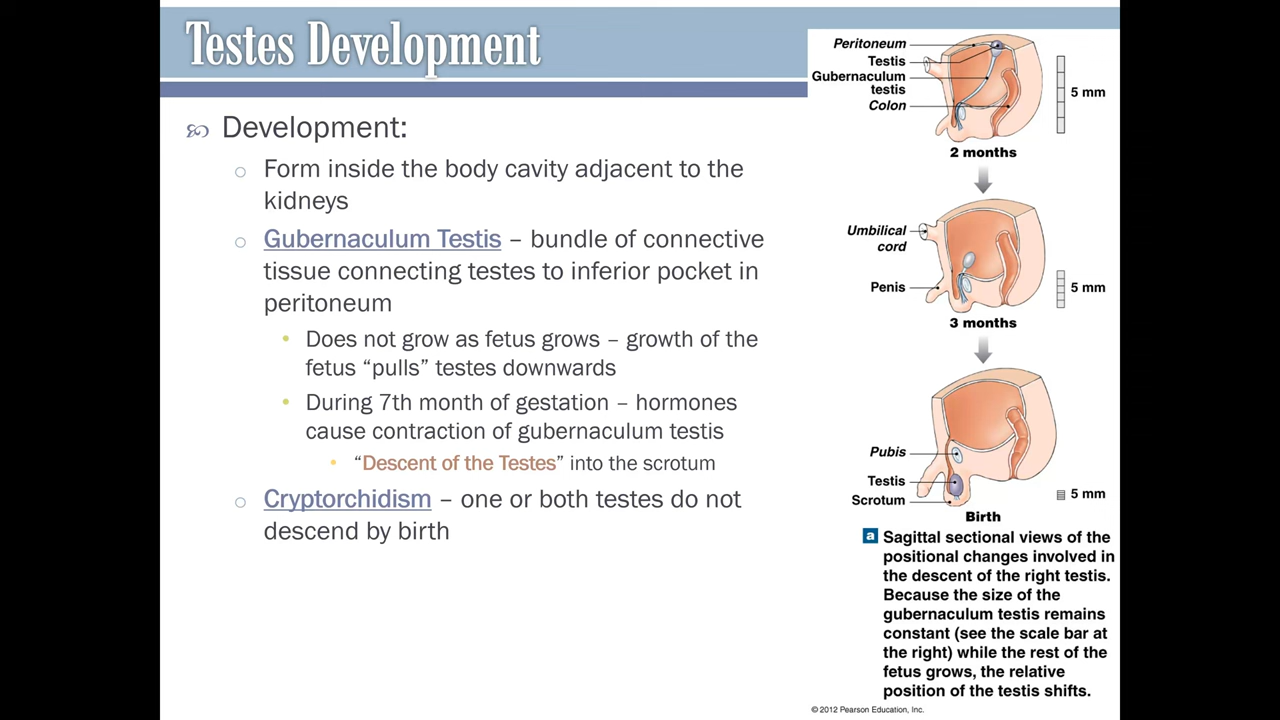 Testes Development
Development:
Form inside the body cavity adjacent to the
kidneys
Gubernaculum Testis – bundle of connective
tissue connecting testes to inferior pocket in
peritoneum
Does not grow as fetus grows – growth of the
fetus “pulls” testes downwards
During 7th month of gestation – hormones
cause contraction of gubernaculum testis
“Descent of the Testes” into the scrotum
Cryptorchidism – one or both testes do not
descend by birth
Peritoneum
Testis
Gubernaculum
testis
Colon
5 mm
2 months
Umbilical
cord
Penis
5 mm
3 months
Pubis
Testis
Scrotum
5 mm
Birth
a Sagittal sectional views of the
positional changes involved in
the descent of the right testis.
Because the size of the
gubernaculum testis remains
constant (see the scale bar at
the right) while the rest of the
fetus grows, the relative
position of the testis shifts.
© 2012 Pearson Education, Inc.